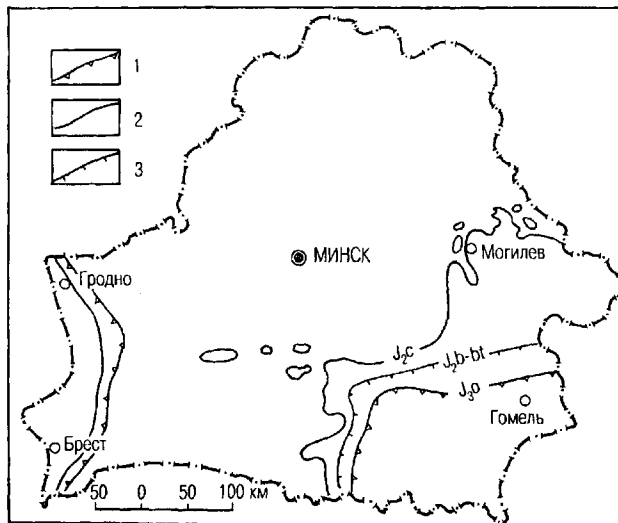 1
2
3
МИНСК
Могилев
Гродно
J₂c
J₂b-bt
J₃o
Гомель
Брест
50 0 50 100 км